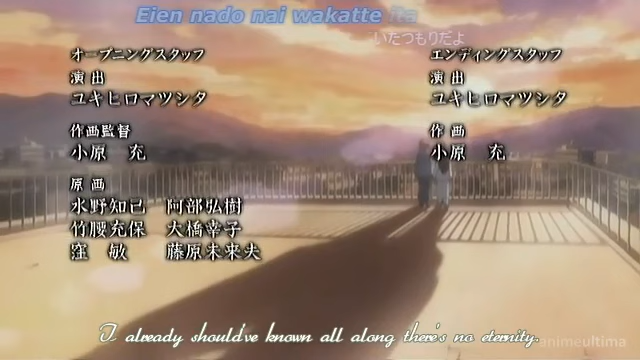 Eien nado nai wakatte ita
いたつもりだよ
オープニングスタッフ
演出
ユキヒロマツシタ
作画監督
小原 充
原画
水野知己 阿部弘樹
竹腰充保 大橋幸子
窪 敏 藤原未来夫
エンディングスタッフ
演出
ユキヒロマツシタ
作画
小原 充
I already should've known all along there's no eternity.
animeultima